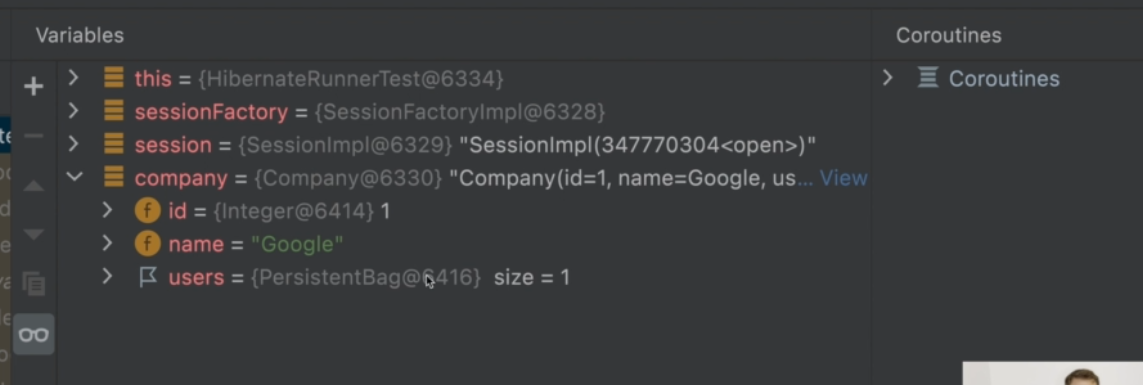 Variables
this = {HibernateRunnerTest@6334}
sessionFactory = {SessionFactoryImpl@6328}
session = {SessionImpl@6329} "SessionImpl(347770304<open>)"
company = {Company@6330} "Company(id=1, name=Google, us... View
f id = {Integer@6414} 1
f name = "Google"
users = {PersistentBag@6416} size = 1
Coroutines
Coroutines